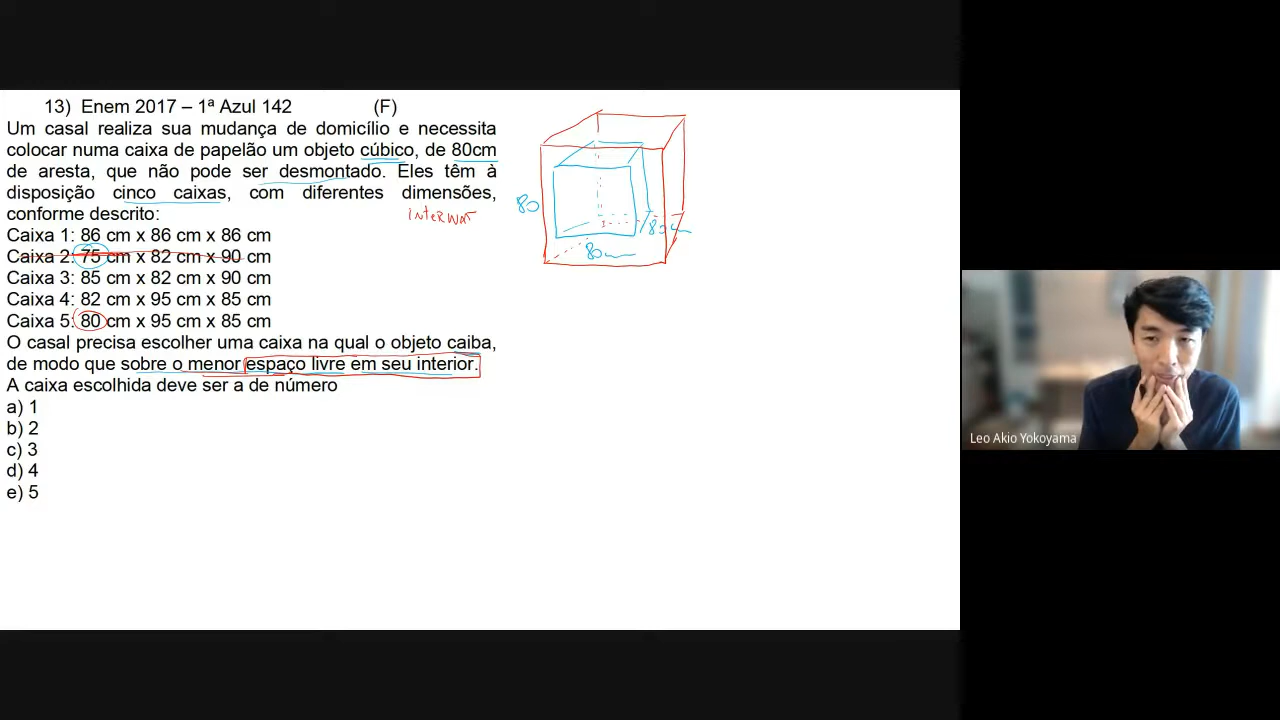 13) Enem 2017 – 1ª Azul 142 (F)
Um casal realiza sua mudança de domicílio e necessita
colocar numa caixa de papelão um objeto cúbico, de 80cm
de aresta, que não pode ser desmontado. Eles têm à
disposição cinco caixas, com diferentes dimensões,
conforme descrito:
Caixa 1: 86 cm x 86 cm x 86 cm
Caixa 2: 75 cm x 82 cm x 90 cm
Caixa 3: 85 cm x 82 cm x 90 cm
Caixa 4: 82 cm x 95 cm x 85 cm
Caixa 5: 80 cm x 95 cm x 85 cm
O casal precisa escolher uma caixa na qual o objeto caiba,
de modo que sobre o menor espaço livre em seu interior.
A caixa escolhida deve ser a de número
a) 1
b) 2
c) 3
d) 4
e) 5
80
80cm
80cm
Leo Akio Yokoyama